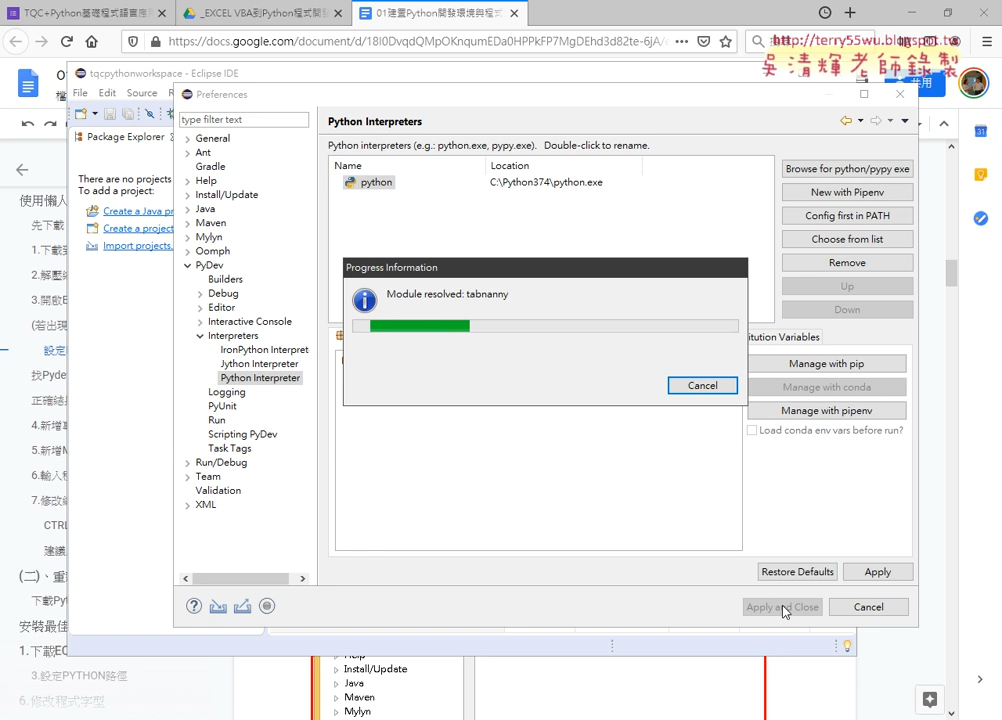 TQC+Python基礎程式語言應
_EXCEL VBA到Python程式開
01建置Python開發環境與程式
https://docs.google.com/document/d/18I0DvqdQMpOKnqumEDa0HPPkFP7MgDEhd3d82te-6jA/
http://terry55wu.blogspot.tw
吳清輝老師錄製
共用
tqcpythonworkspace - Eclipse IDE
File Edit Source
Package Explorer
There are no projects
To add a project:
Create a Java pr
Create a project
Import projects.
Preferences
type filter text
General
Ant
Gradle
Help
Install/Update
Java
Maven
Mylyn
Oomph
PyDev
Builders
Debug
Editor
Interactive Console
Interpreters
IronPython Interpret
Jython Interpreter
Python Interpreter
Logging
PyUnit
Run
Scripting PyDev
Task Tags
Run/Debug
Team
Validation
XML
Python Interpreters
Python interpreters (e.g.: python.exe, pypy.exe). Double-click to rename.
Name Location
python C:\Python374\python.exe
Browse for python/pypy exe
New with Pipenv
Config first in PATH
Choose from list
Remove
Up
Down
Progress Information
Module resolved: tabnanny
Cancel
itution Variables
Manage with pip
Manage with conda
Manage with pipenv
Load conda env vars before run?
Restore Defaults Apply
Apply and Close Cancel
使用懶人
先下載
1.下載
2.解壓
3.開啟E
(若出現
設定
找Pyde
正確結
4.新增
5.新增M
6.輸入程
7.修改
CTRL
建議
(二)、重
下載Pyt
安裝最佳
1.下載EC
3.設定PYTHON路徑
6.修改程式字型
Help
Install/Update
Java
Maven
Mylyn